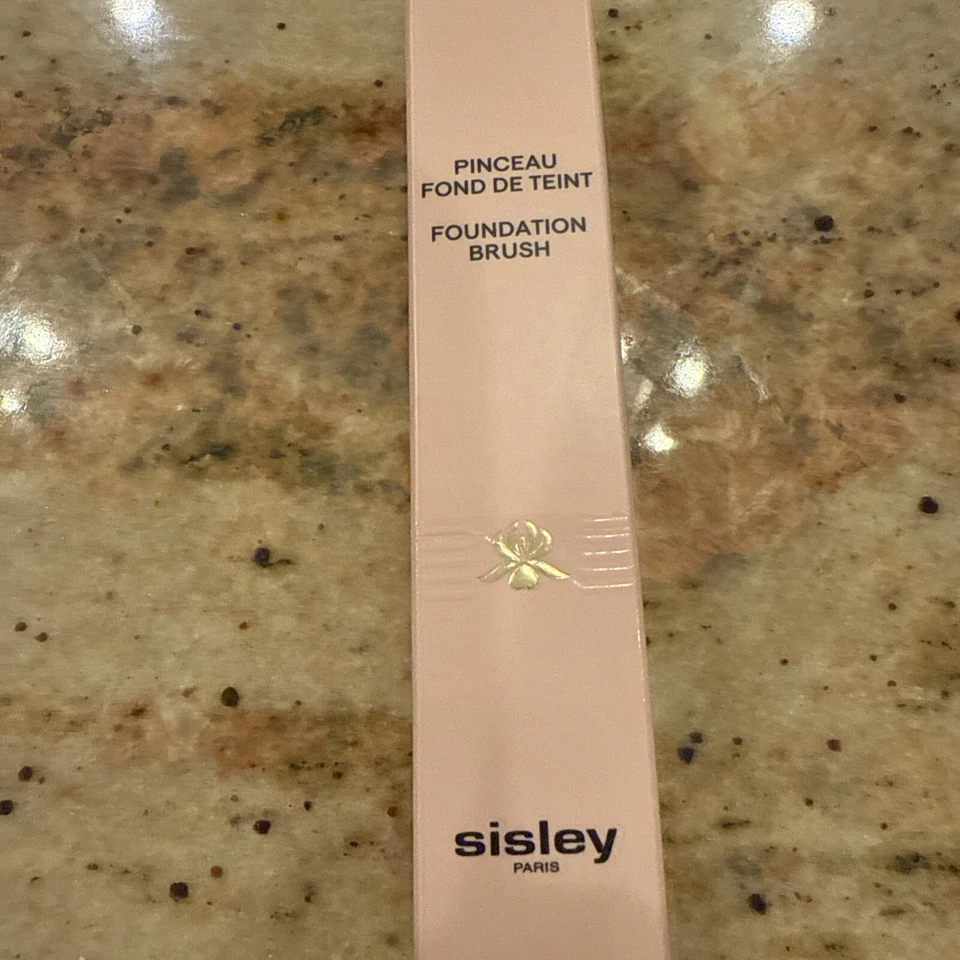 PINCEAU
FOND DE TEINT
FOUNDATION
BRUSH
sisley
PARIS